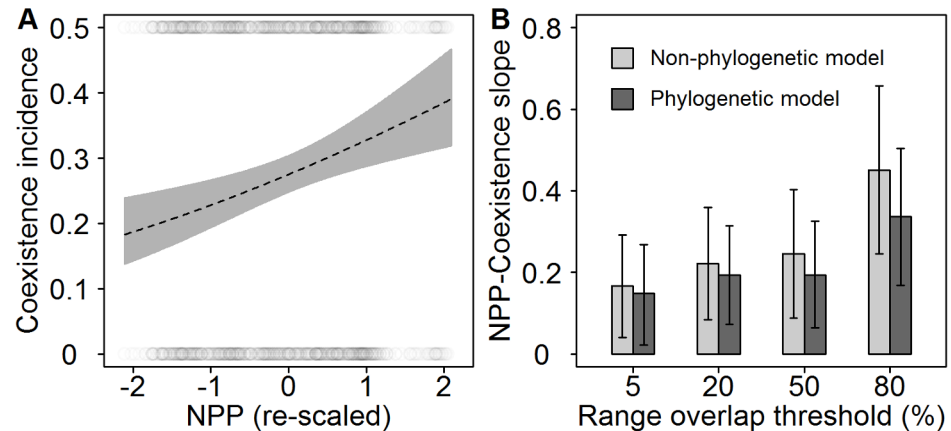 A
Coexistence incidence
0.5
0.4
0.3
0.2
0.1
0
-2 -1 0 1 2
NPP (re-scaled)
B
NPP-Coexistence slope
0.8
0.6
0.4
0.2
0
Non-phylogenetic model
Phylogenetic model
5 20 50 80
Range overlap threshold (%)